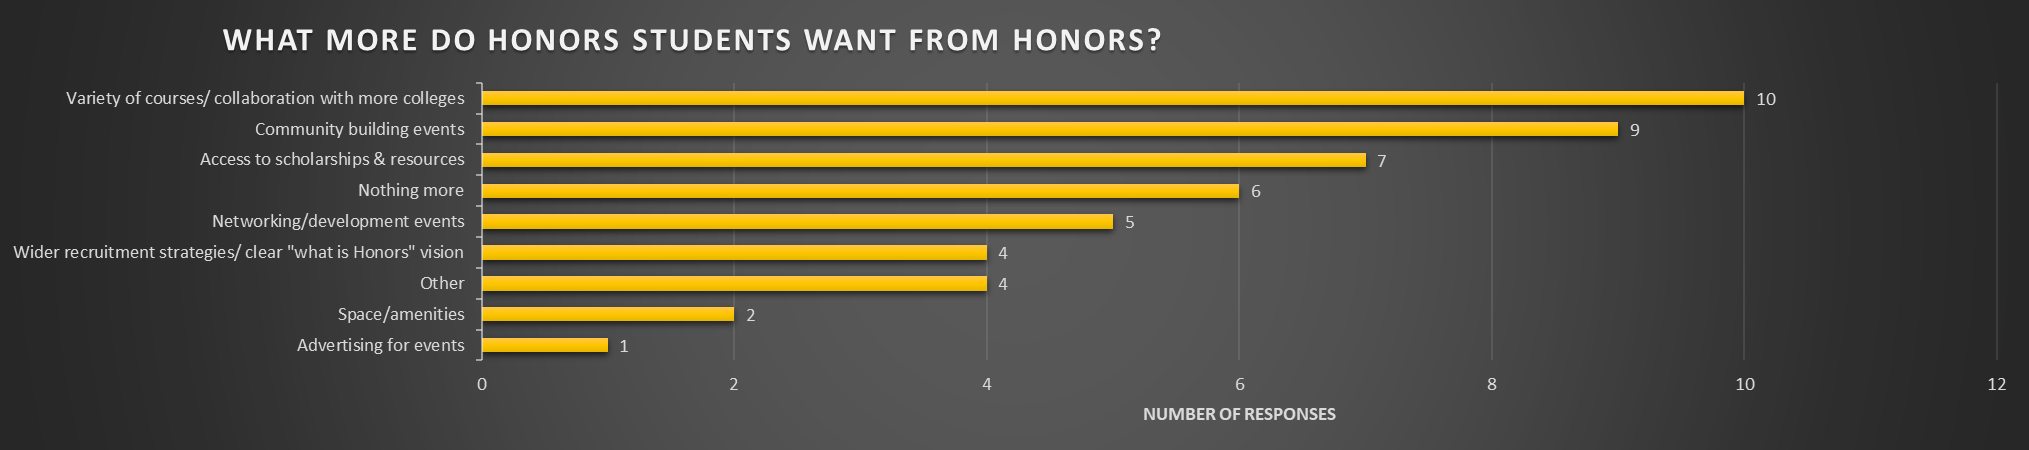 WHAT MORE DO HONORS STUDENTS WANT FROM HONORS?
Variety of courses/ collaboration with more colleges 10
Community building events 9
Access to scholarships & resources 7
Nothing more 6
Networking/development events 5
Wider recruitment strategies/ clear "what is Honors" vision 4
Other 4
Space/amenities 2
Advertising for events 1
0 2 4 6 8 10 12
NUMBER OF RESPONSES